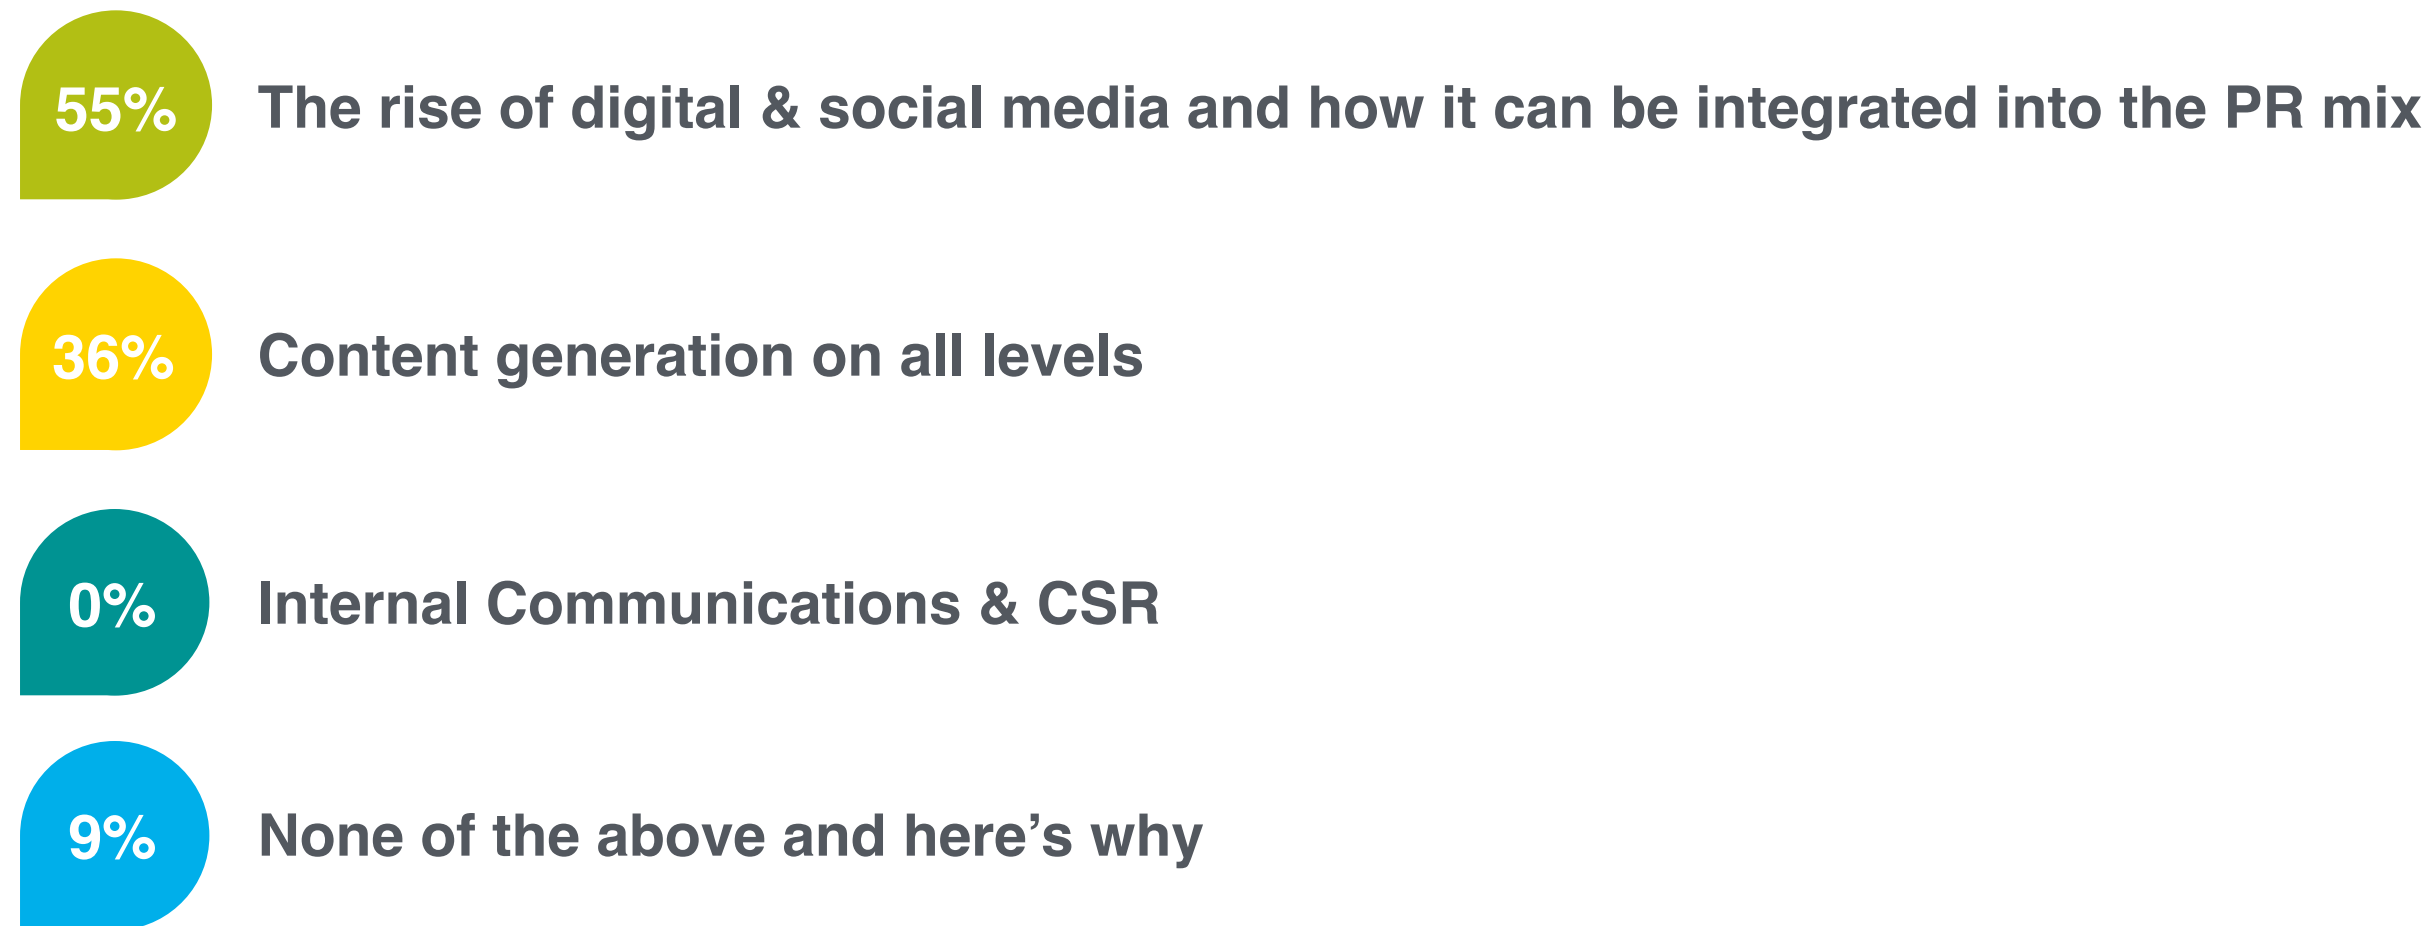 55% The rise of digital & social media and how it can be integrated into the PR mix
36% Content generation on all levels
0% Internal Communications & CSR
9% None of the above and here’s why